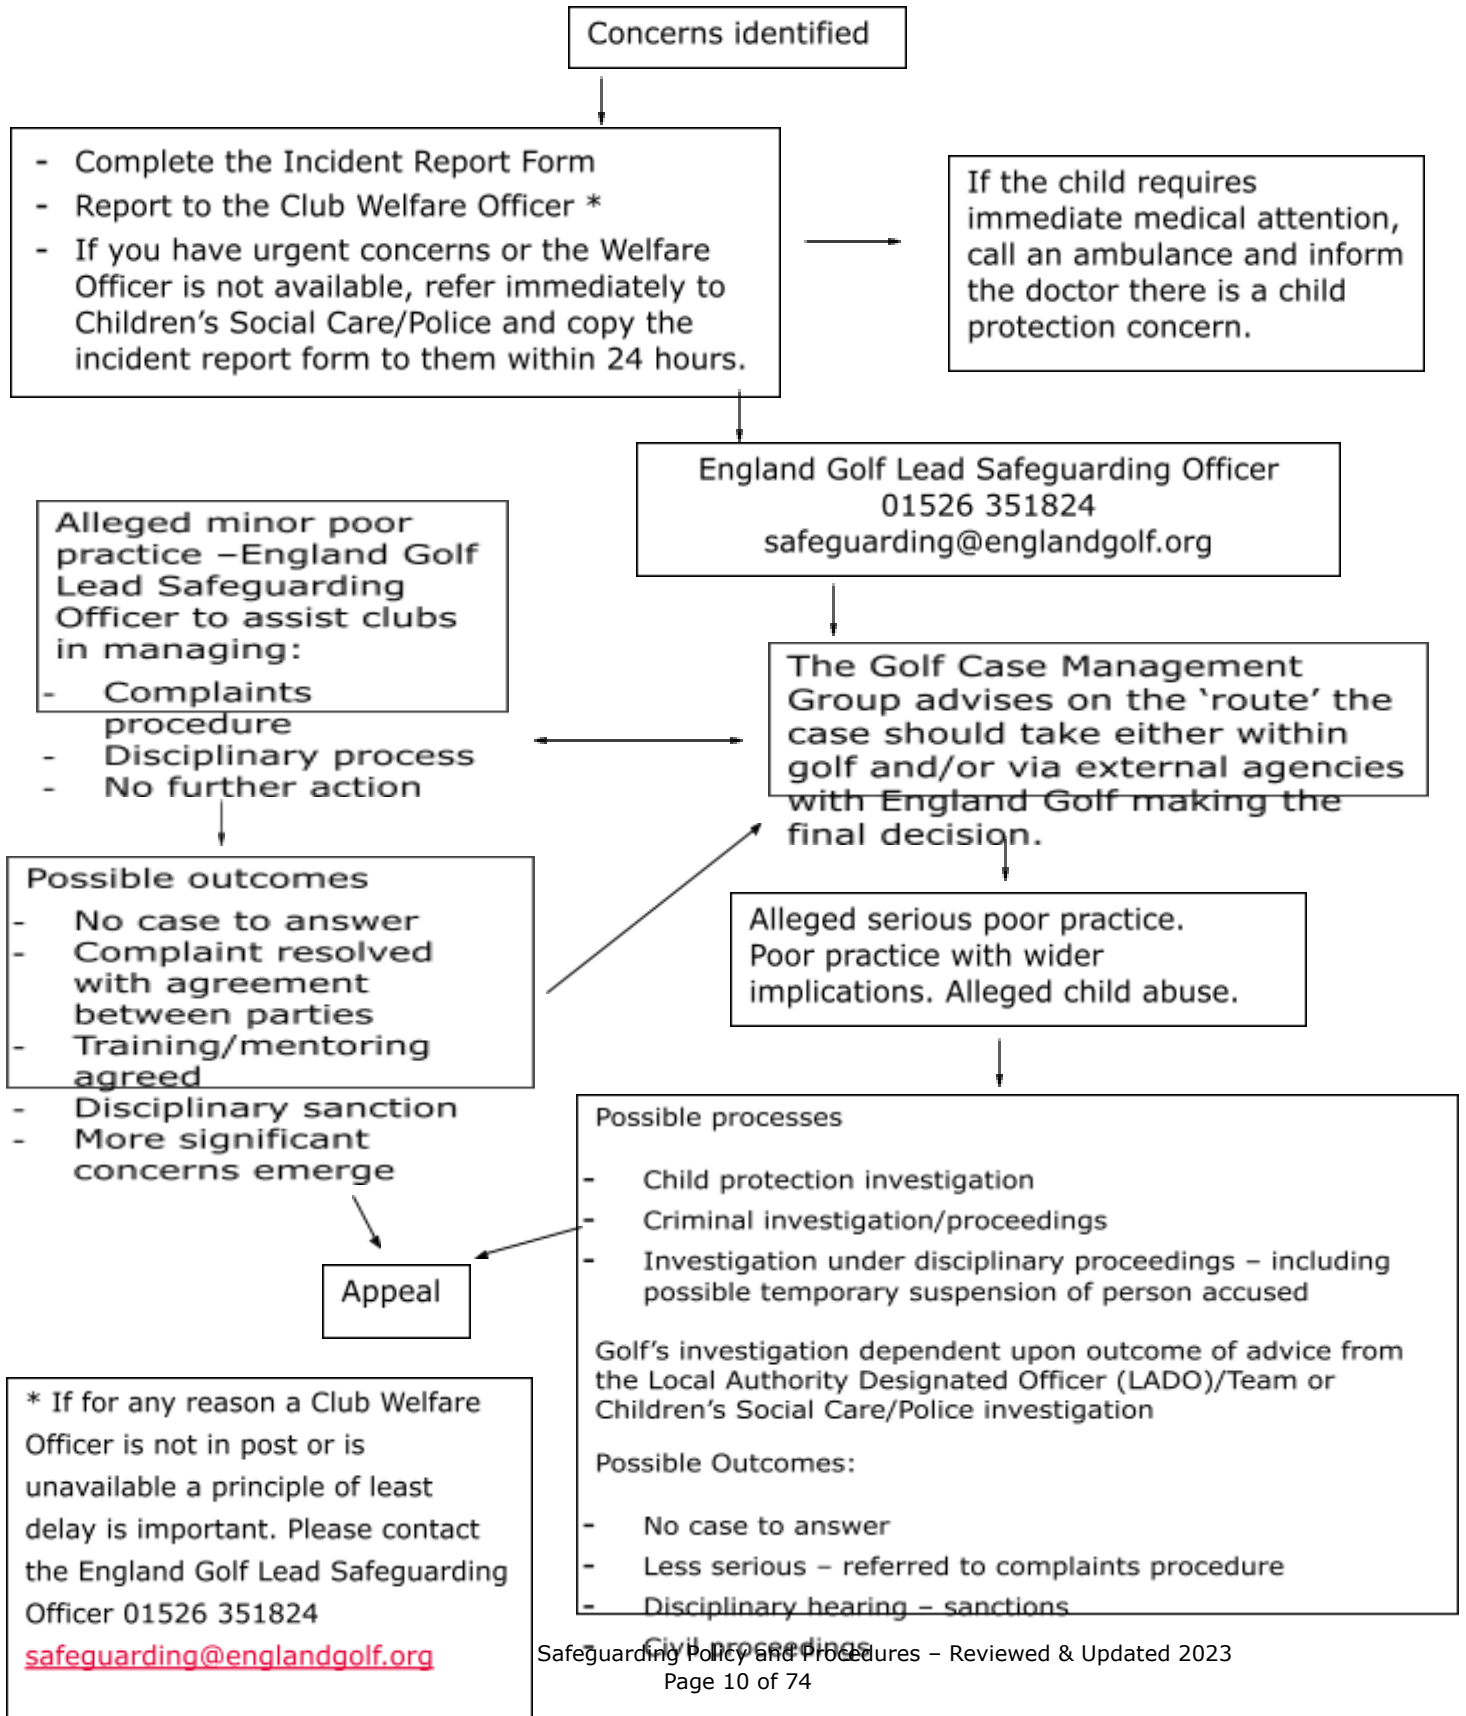 Concerns identified
- Complete the Incident Report Form
- Report to the Club Welfare Officer *
- If you have urgent concerns or the Welfare
Officer is not available, refer immediately to
Children’s Social Care/Police and copy the
incident report form to them within 24 hours.
If the child requires
immediate medical attention,
call an ambulance and inform
the doctor there is a child
protection concern.
England Golf Lead Safeguarding Officer
01526 351824
safeguarding@englandgolf.org
Alleged minor poor
practice –England Golf
Lead Safeguarding
Officer to assist clubs
in managing:
- Complaints
procedure
- Disciplinary process
- No further action
The Golf Case Management
Group advises on the ‘route’ the
case should take either within
golf and/or via external agencies
with England Golf making the
final decision.
Possible outcomes
- No case to answer
- Complaint resolved
with agreement
between parties
- Training/mentoring
agreed
- Disciplinary sanction
- More significant
concerns emerge
Alleged serious poor practice.
Poor practice with wider
implications. Alleged child abuse.
Possible processes
- Child protection investigation
- Criminal investigation/proceedings
- Investigation under disciplinary proceedings – including
possible temporary suspension of person accused
Golf’s investigation dependent upon outcome of advice from
the Local Authority Designated Officer (LADO)/Team or
Children’s Social Care/Police investigation
Possible Outcomes:
- No case to answer
- Less serious – referred to complaints procedure
- Disciplinary hearing – sanctions
- Civil proceedings
Appeal
* If for any reason a Club Welfare
Officer is not in post or is
unavailable a principle of least
delay is important. Please contact
the England Golf Lead Safeguarding
Officer 01526 351824
safeguarding@englandgolf.org
Safeguarding Policy and Procedures – Reviewed & Updated 2023
Page 10 of 74